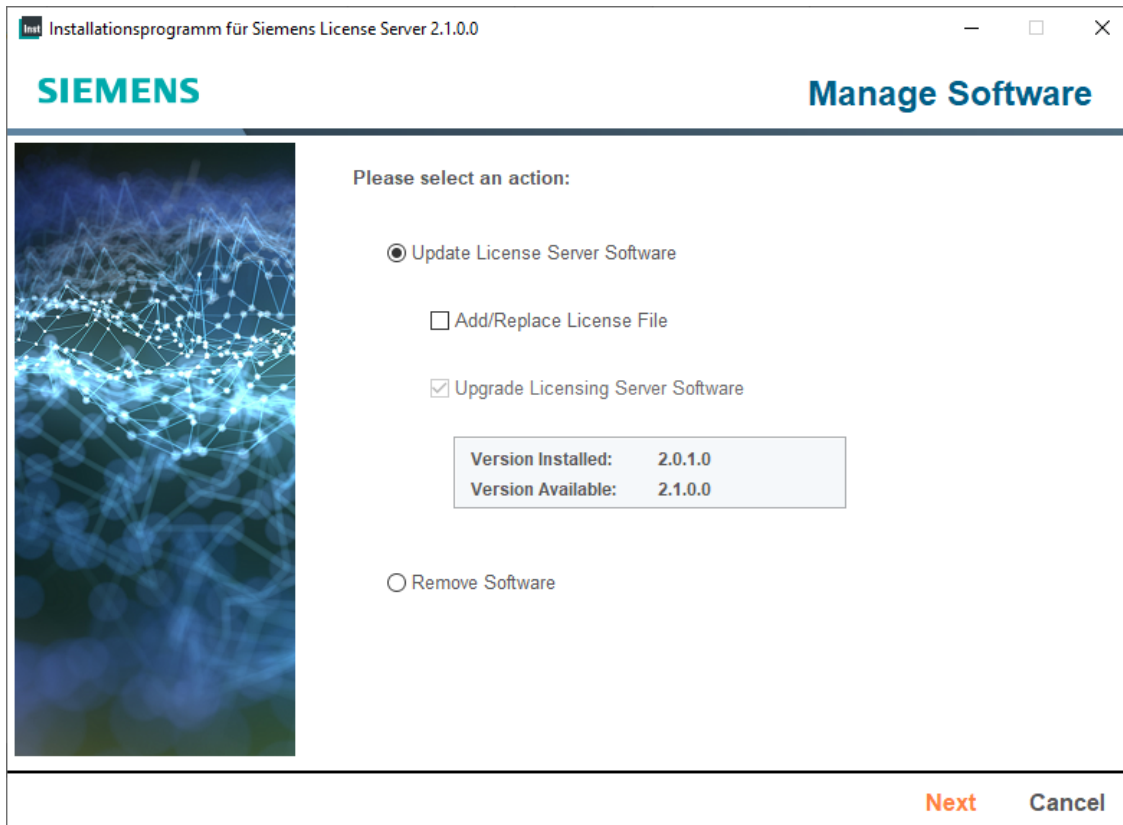 Inst Installationsprogramm für Siemens License Server 2.1.0.0
SIEMENS
Manage Software
Please select an action:
Update License Server Software
Add/Replace License File
Upgrade Licensing Server Software
Version Installed: 2.0.1.0
Version Available: 2.1.0.0
Remove Software
Next Cancel